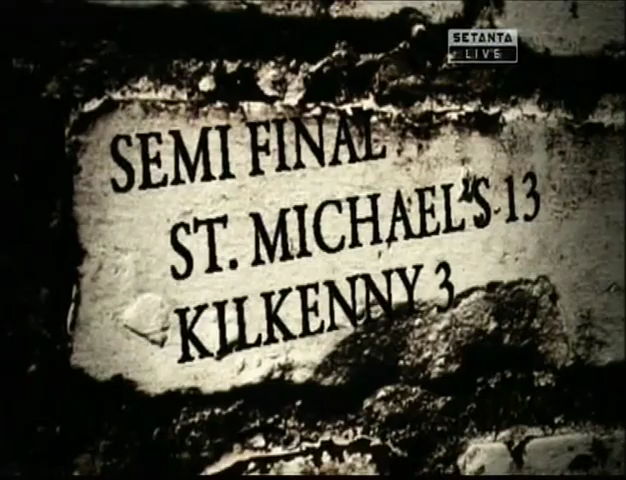 SETANTA
LIVE
SEMI FINAL
ST. MICHAEL'S 13
KILKENNY 3